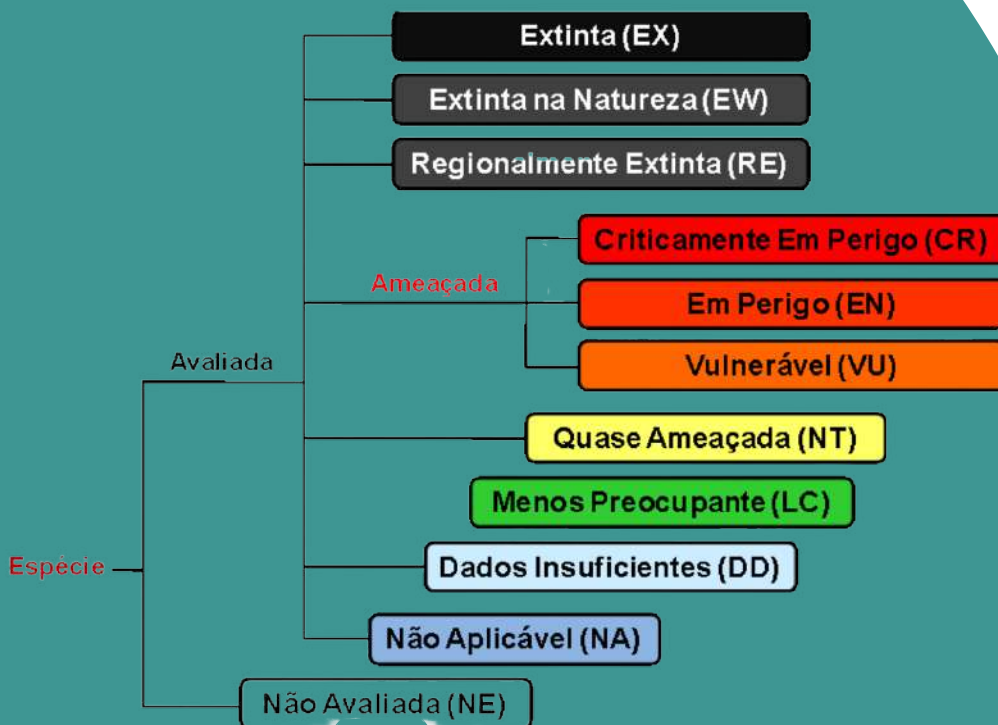 Extinta (EX)
Extinta na Natureza (EW)
Regionalmente Extinta (RE)
Criticamente Em Perigo (CR)
Ameaçada
Em Perigo (EN)
Vulnerável (VU)
Avaliada
Quase Ameaçada (NT)
Menos Preocupante (LC)
Espécie
Dados Insuficientes (DD)
Não Aplicável (NA)
Não Avaliada (NE)